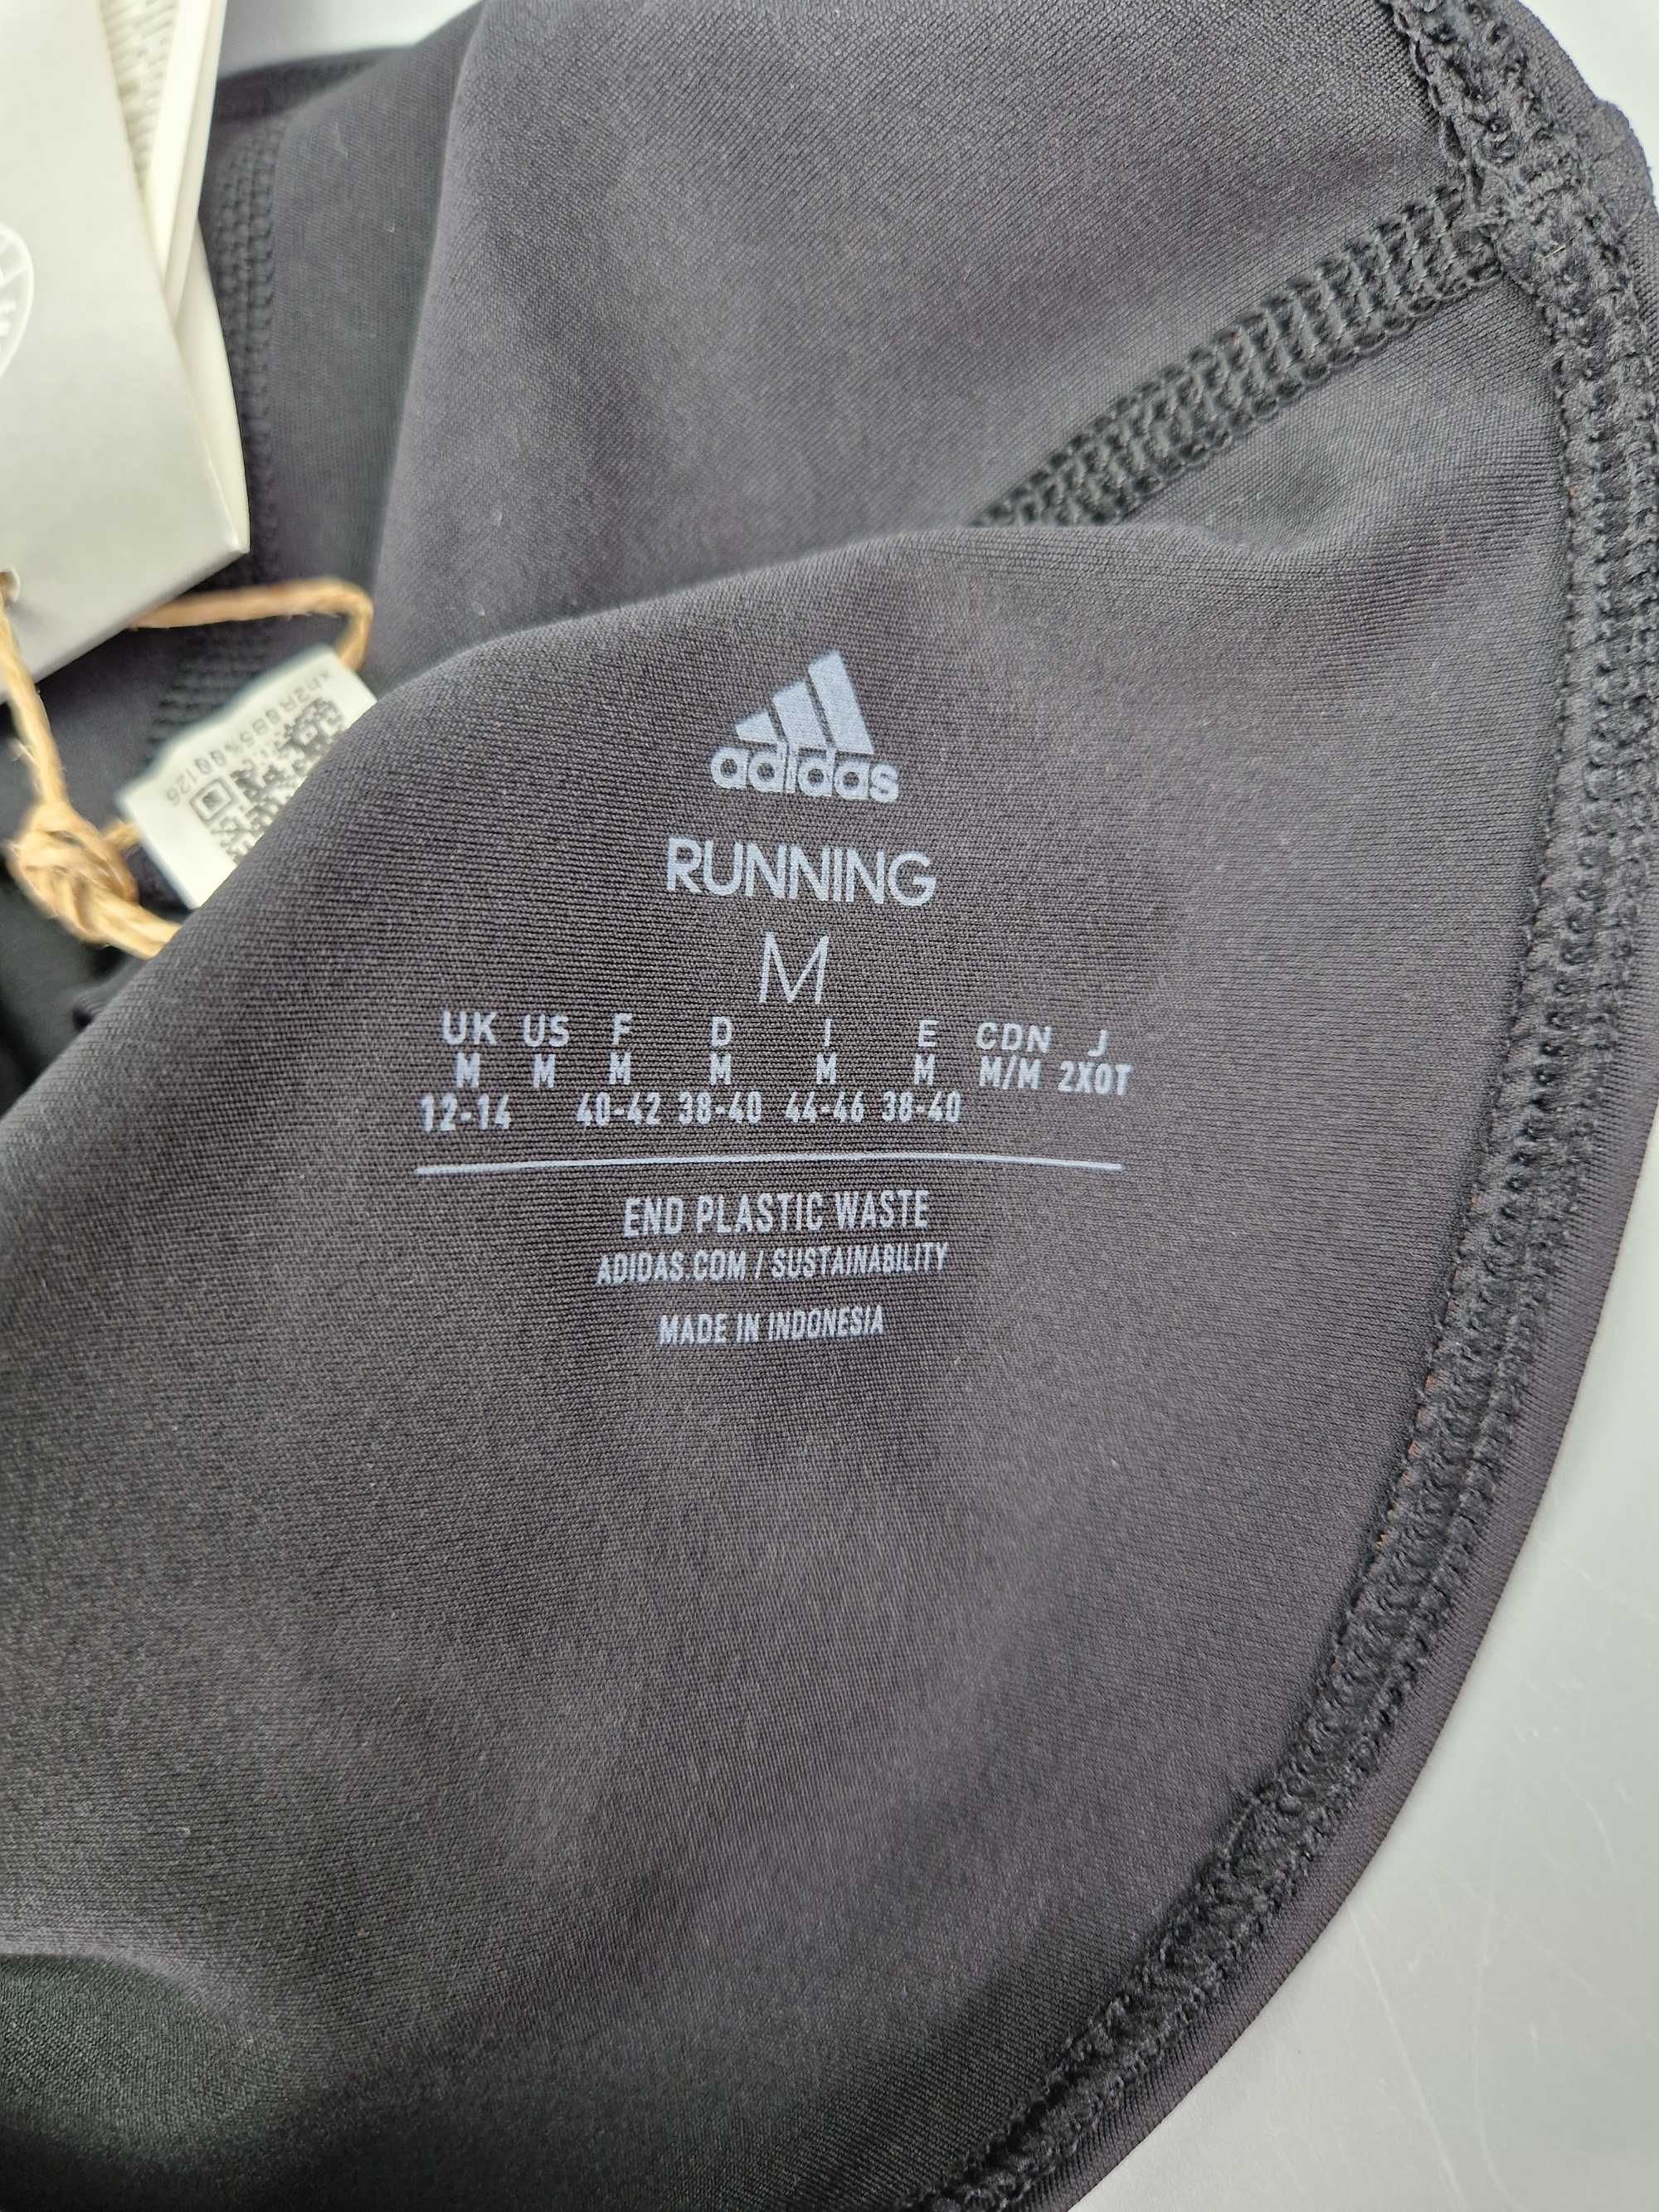 adidas
RUNNING
M
UK US F D I E CDN J
M M M M M M M/M 2XOT
12-14 40-42 38-40 44-46 38-40
END PLASTIC WASTE
ADIDAS.COM / SUSTAINABILITY
MADE IN INDONESIA